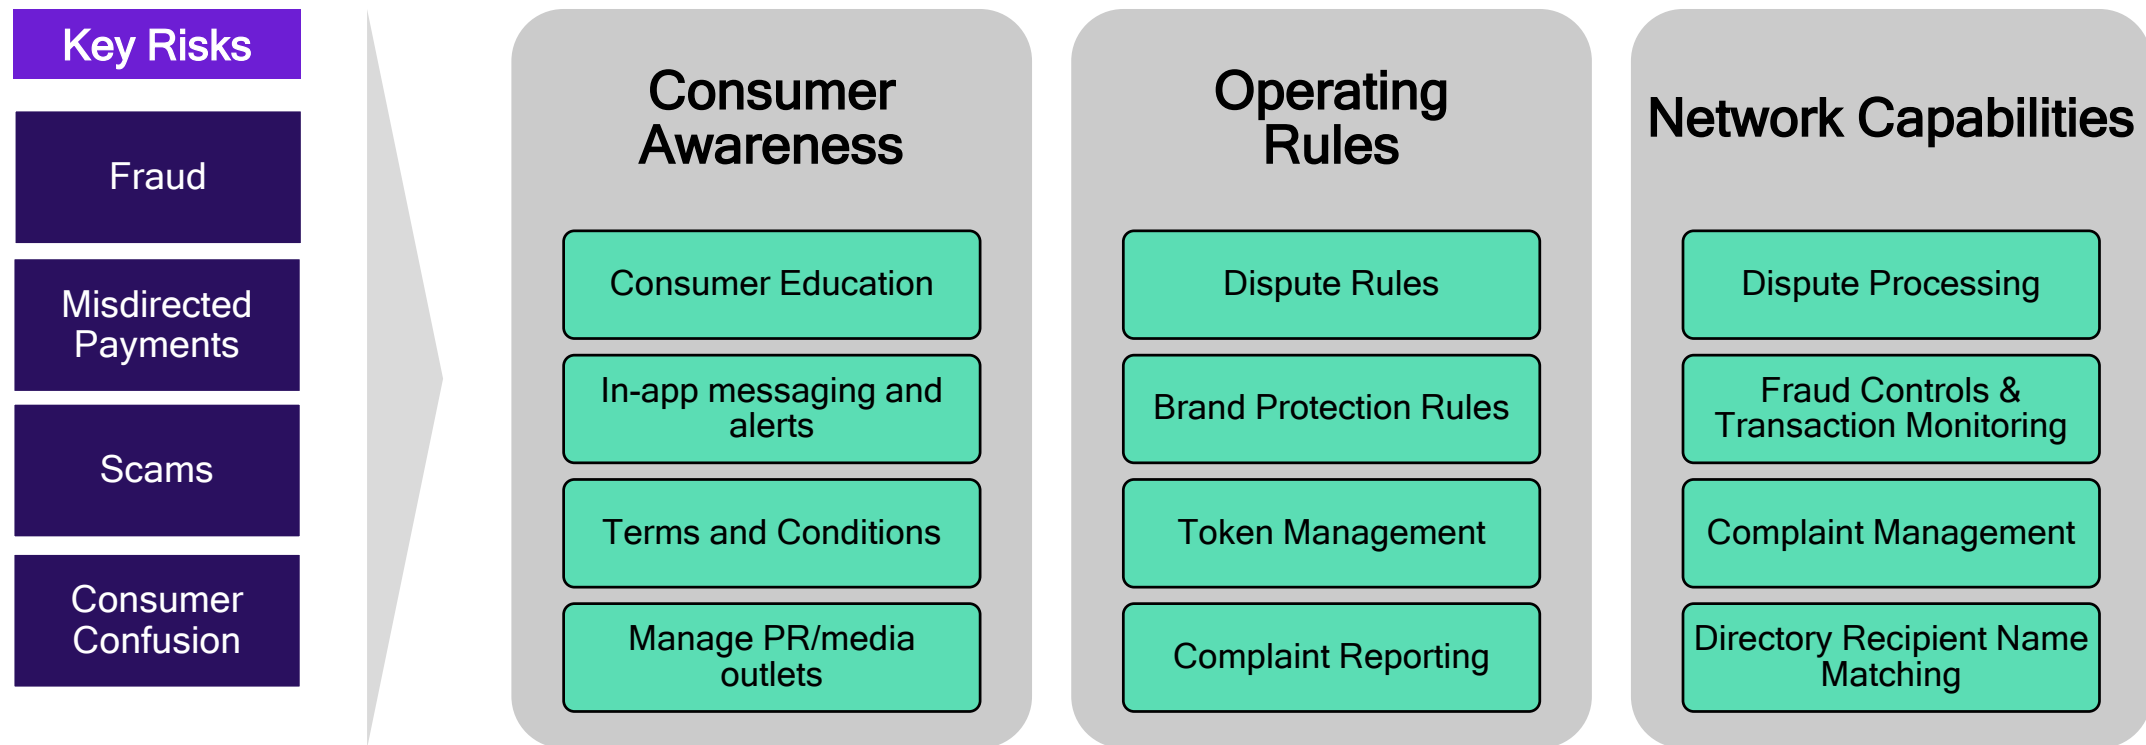 Key Risks
Fraud
Misdirected
Payments
Scams
Consumer
Confusion
Consumer
Awareness
Consumer Education
In-app messaging and
alerts
Terms and Conditions
Manage PR/media
outlets
Operating
Rules
Dispute Rules
Brand Protection Rules
Token Management
Complaint Reporting
Network Capabilities
Dispute Processing
Fraud Controls &
Transaction Monitoring
Complaint Management
Directory Recipient Name
Matching